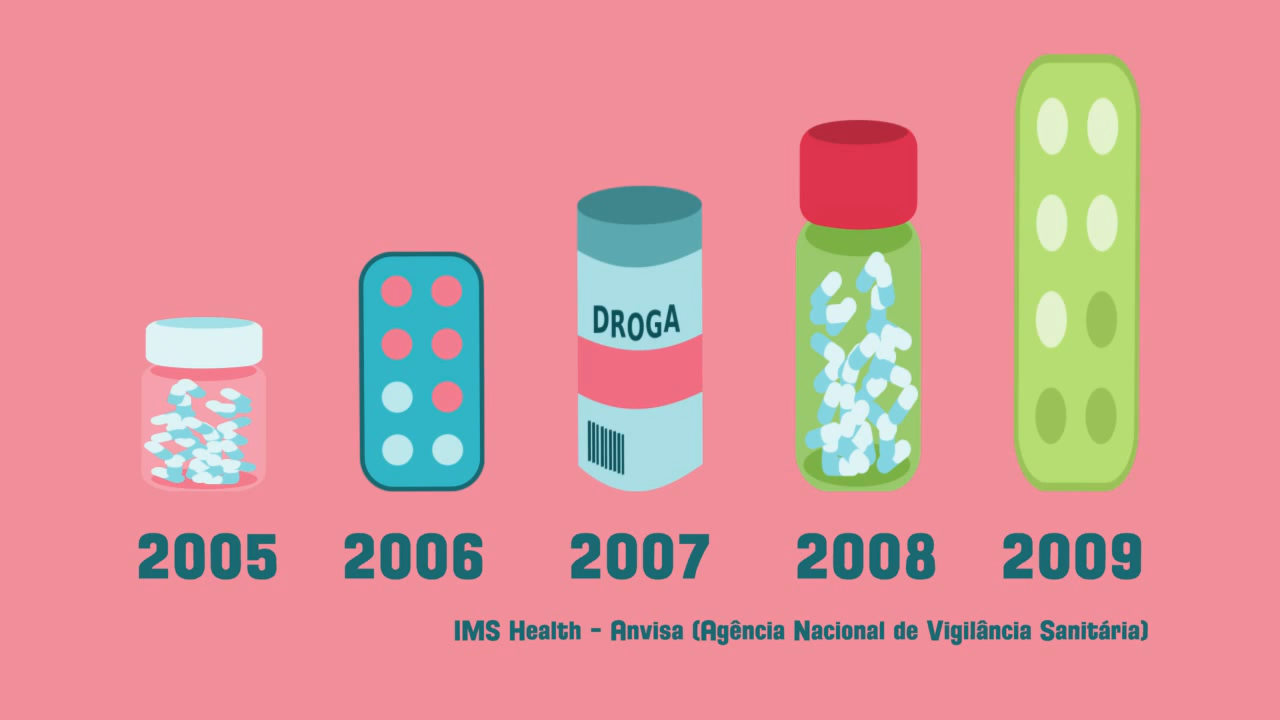 DROGA
2005 2006 2007 2008 2009
IMS Health - Anvisa (Agência Nacional de Vigilância Sanitária)